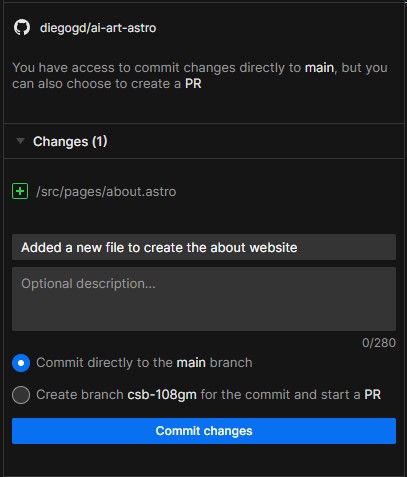 diegogd/ai-art-astro
You have access to commit changes directly to main, but you
can also choose to create a PR
Changes (1)
/src/pages/about.astro
Added a new file to create the about website
Optional description...
0/280
Commit directly to the main branch
Create branch csb-108gm for the commit and start a PR
Commit changes